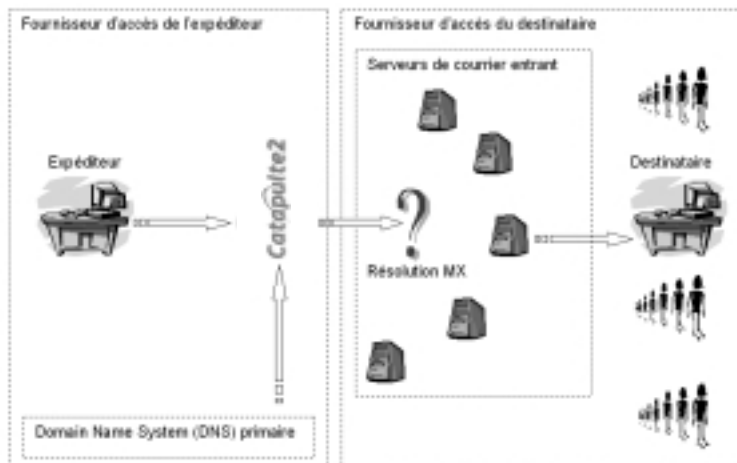 Fournisseur d'accès de l'expéditeur
Fournisseur d'accès du destinataire
Serveurs de courrier entrant
Expéditeur
Catapulte2
Destinataire
Résolution MX
Domain Name System (DNS) primaire